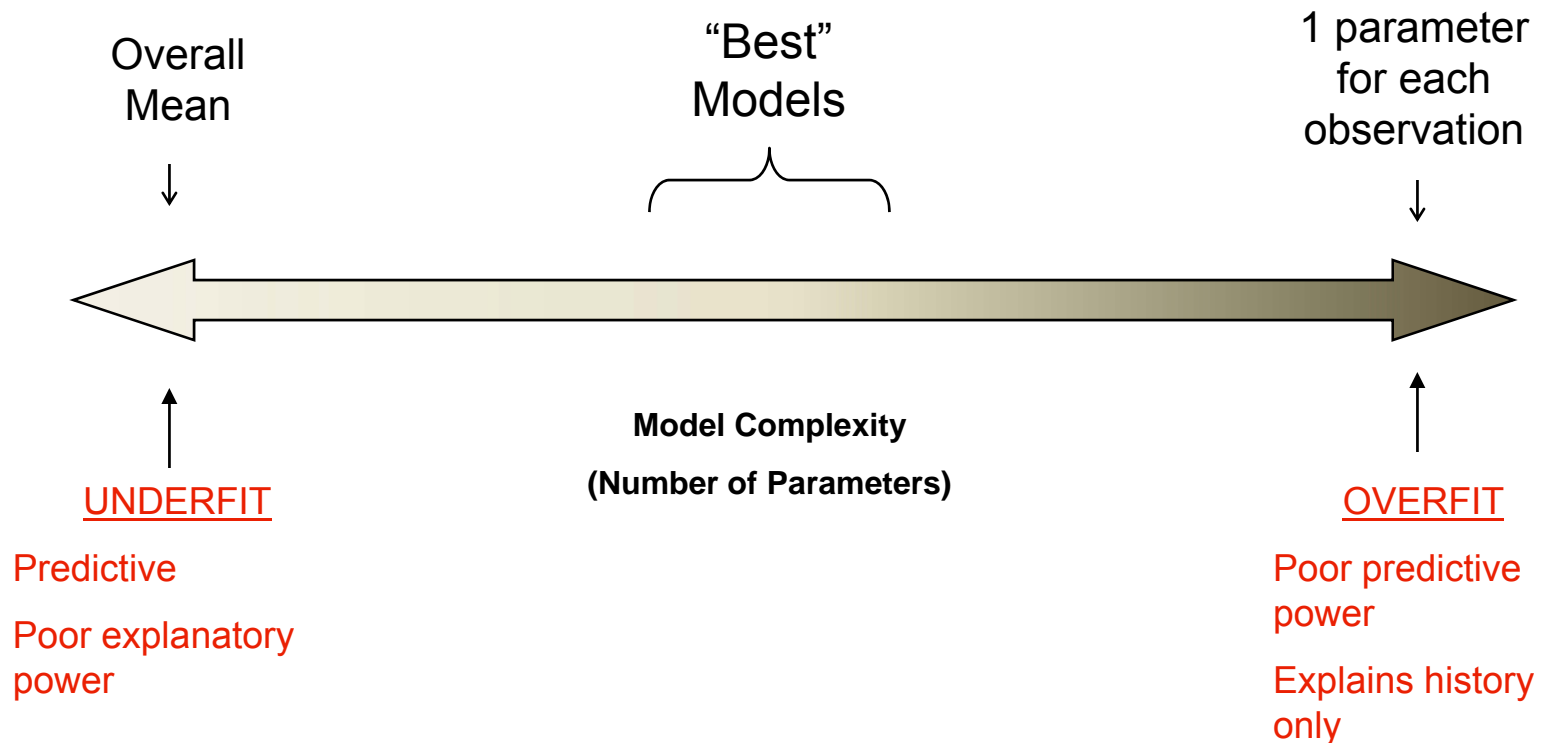 Overall
Mean
“Best”
Models
1 parameter
for each
observation
Model Complexity
(Number of Parameters)
UNDERFIT
Predictive
Poor explanatory
power
OVERFIT
Poor predictive
power
Explains history
only